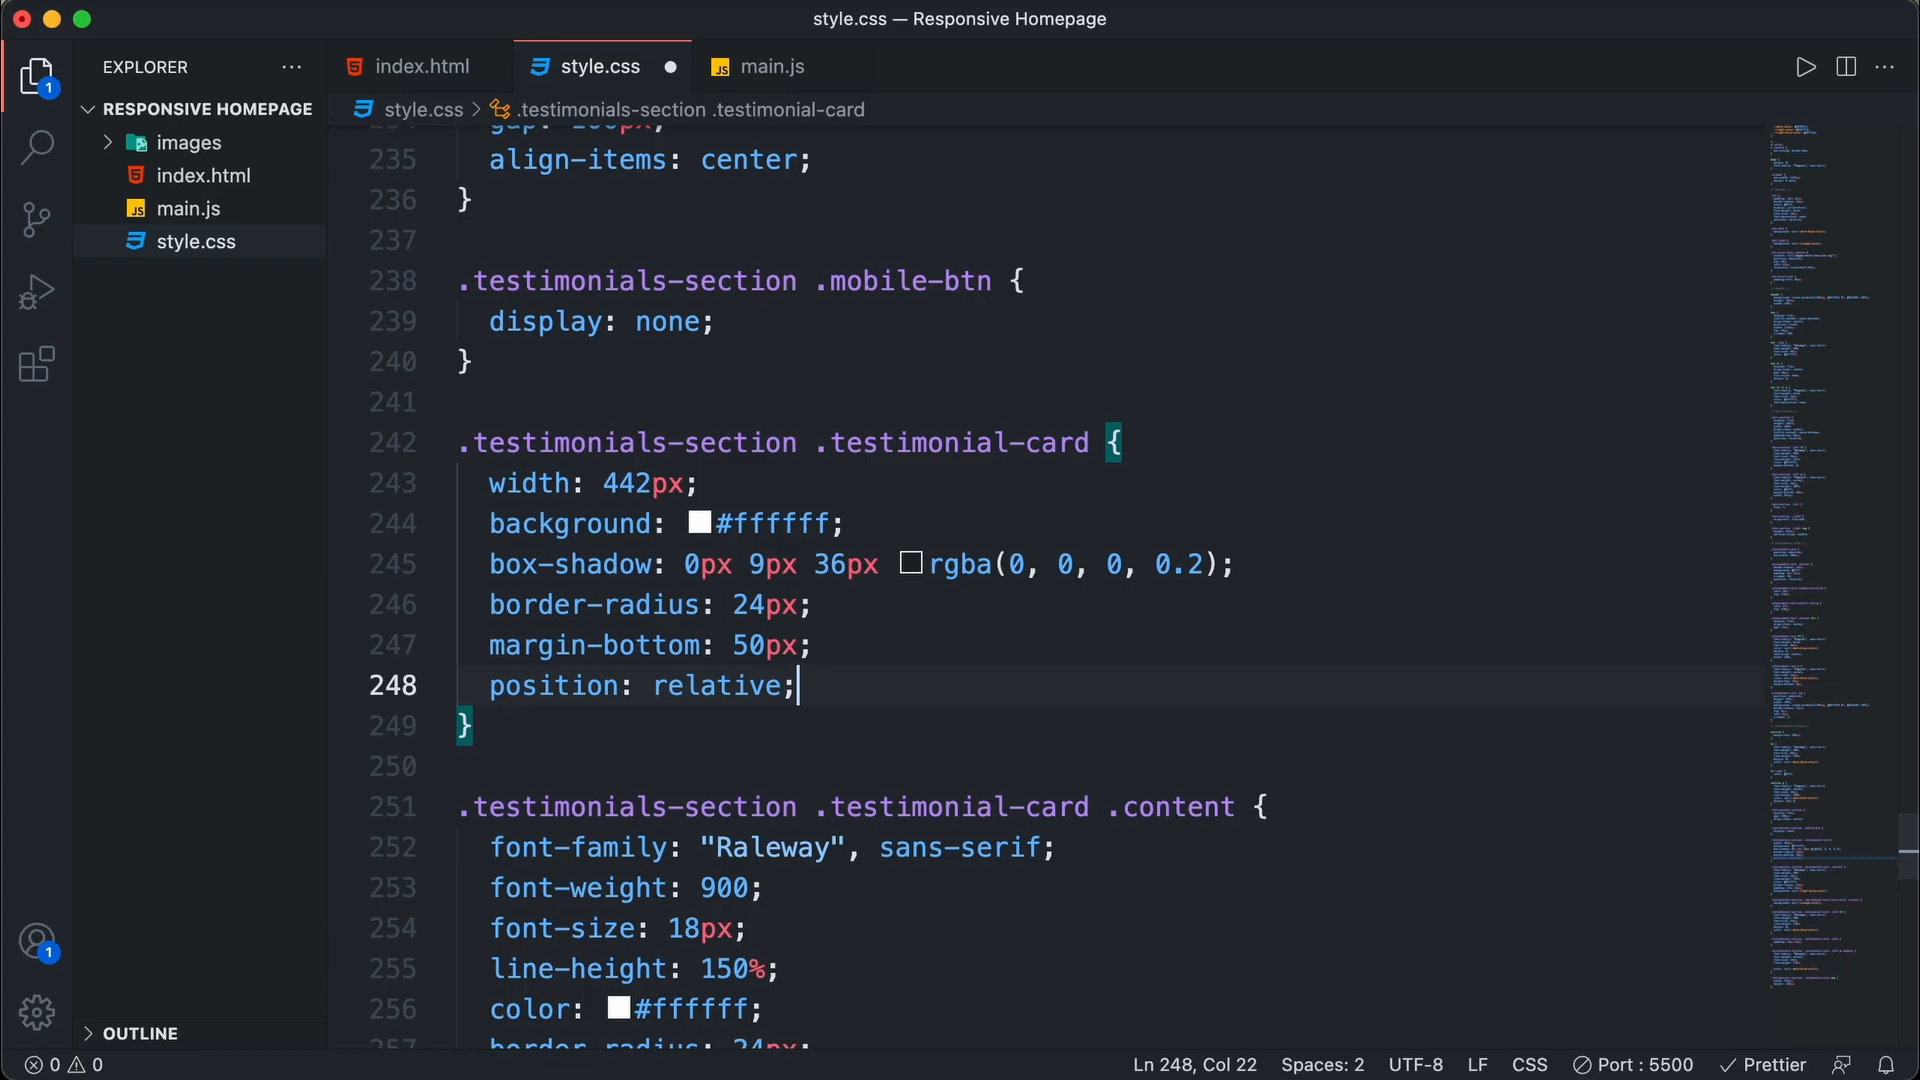 style.css — Responsive Homepage
EXPLORER
RESPONSIVE HOMEPAGE
images
index.html
main.js
style.css
OUTLINE
1
1
index.html
style.css
main.js
style.css > .testimonials-section .testimonial-card
235 align-items: center;
236 }
237
238 .testimonials-section .mobile-btn {
239 display: none;
240 }
241
242 .testimonials-section .testimonial-card {
243 width: 442px;
244 background: #ffffff;
245 box-shadow: 0px 9px 36px rgba(0, 0, 0, 0.2);
246 border-radius: 24px;
247 margin-bottom: 50px;
248 position: relative;
249 }
250
251 .testimonials-section .testimonial-card .content {
252 font-family: "Raleway", sans-serif;
253 font-weight: 900;
254 font-size: 18px;
255 line-height: 150%;
256 color: #ffffff;
257 border-radius: 24px;
0 0
Ln 248, Col 22 Spaces: 2 UTF-8 LF CSS Port : 5500 Prettier